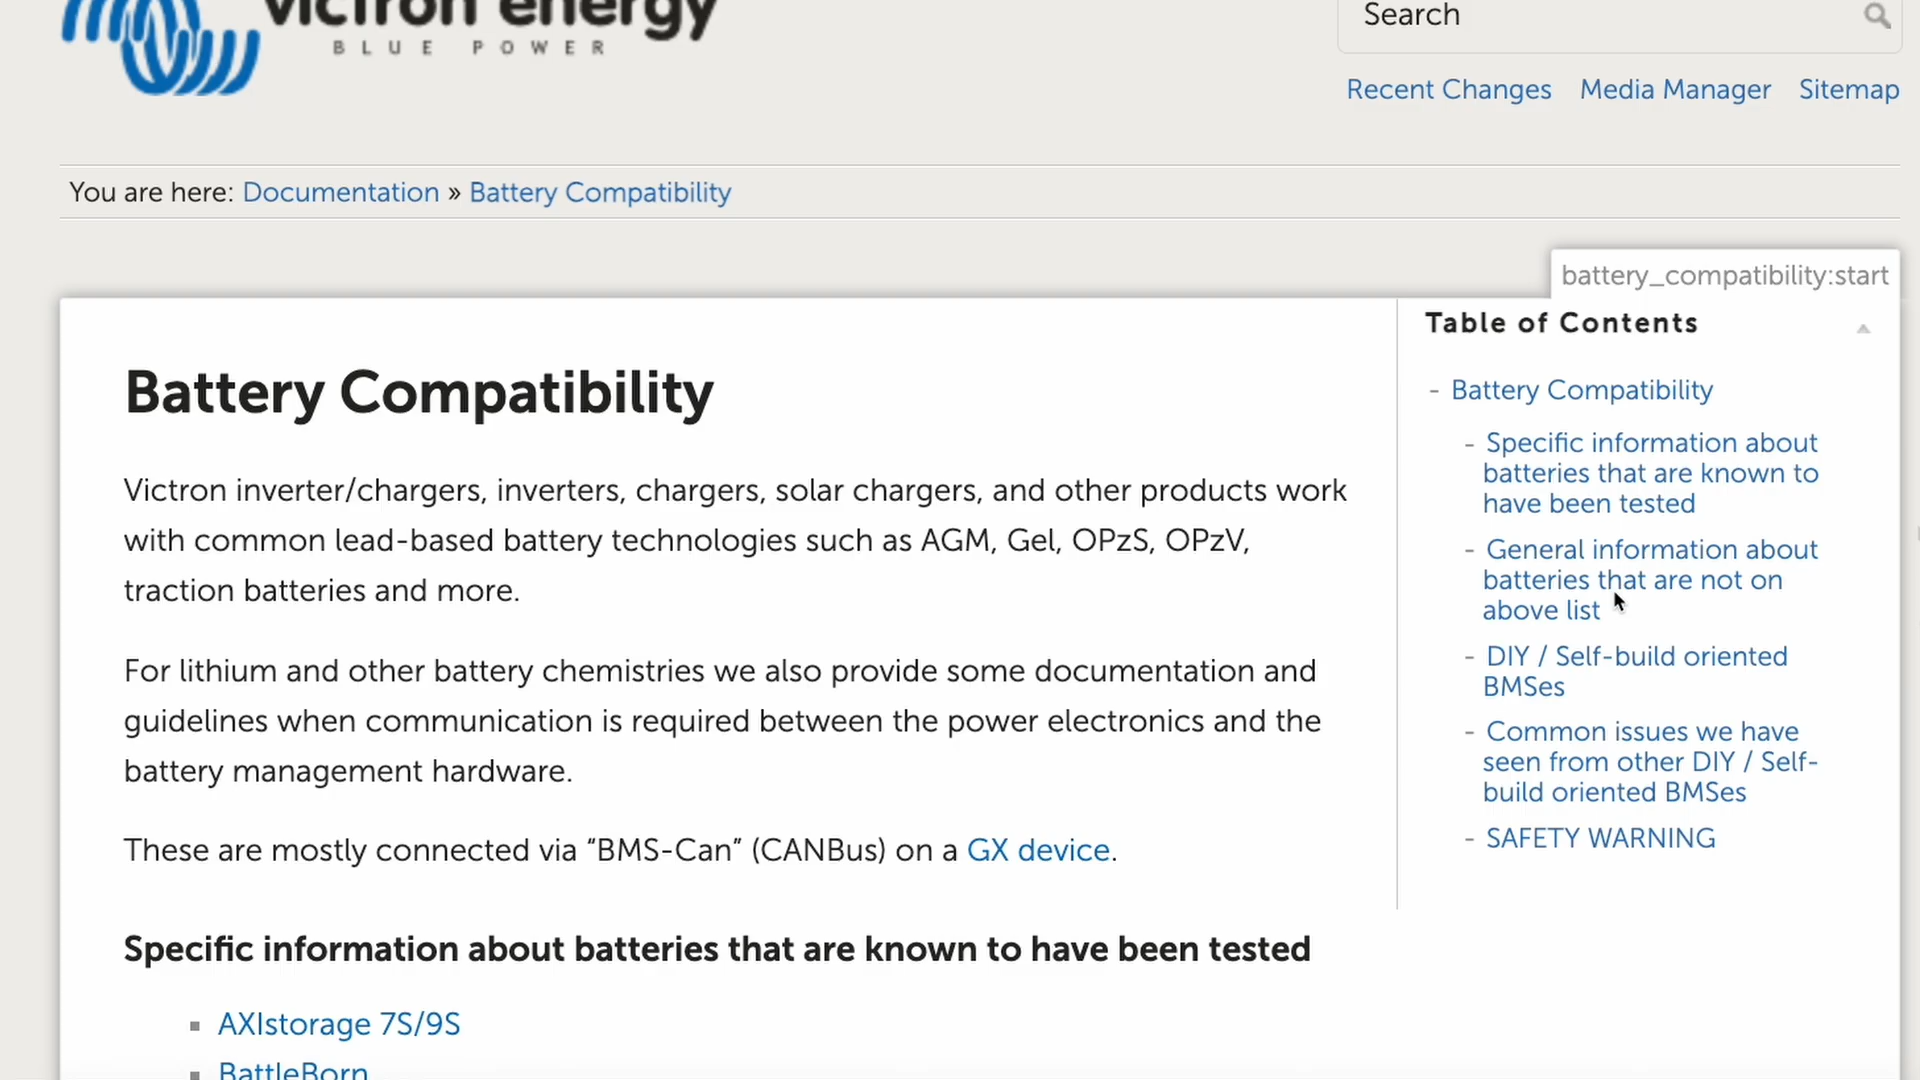 victron energy
BLUE POWER
Search
Recent Changes Media Manager Sitemap
You are here: Documentation » Battery Compatibility
battery_compatibility:start
Battery Compatibility
Victron inverter/chargers, inverters, chargers, solar chargers, and other products work
with common lead-based battery technologies such as AGM, Gel, OPzS, OPzV,
traction batteries and more.
For lithium and other battery chemistries we also provide some documentation and
guidelines when communication is required between the power electronics and the
battery management hardware.
These are mostly connected via “BMS-Can” (CANBus) on a GX device.
Specific information about batteries that are known to have been tested
▪ AXIstorage 7S/9S
▪ BattleBorn
Table of Contents
- Battery Compatibility
- Specific information about
batteries that are known to
have been tested
- General information about
batteries that are not on
above list
- DIY / Self-build oriented
BMSes
- Common issues we have
seen from other DIY / Self-
build oriented BMSes
- SAFETY WARNING